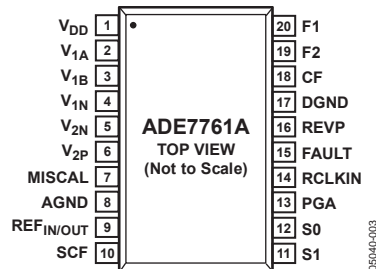 VDD 1 20 F1
V1A 2 19 F2
V1B 3 18 CF
V1N 4 17 DGND
V2N 5 16 REVP
V2P 6 15 FAULT
MISCAL 7 14 RCLKIN
AGND 8 13 PGA
REFIN/OUT 9 12 S0
SCF 10 11 S1
ADE7761A
TOP VIEW
(Not to Scale)
05040-003